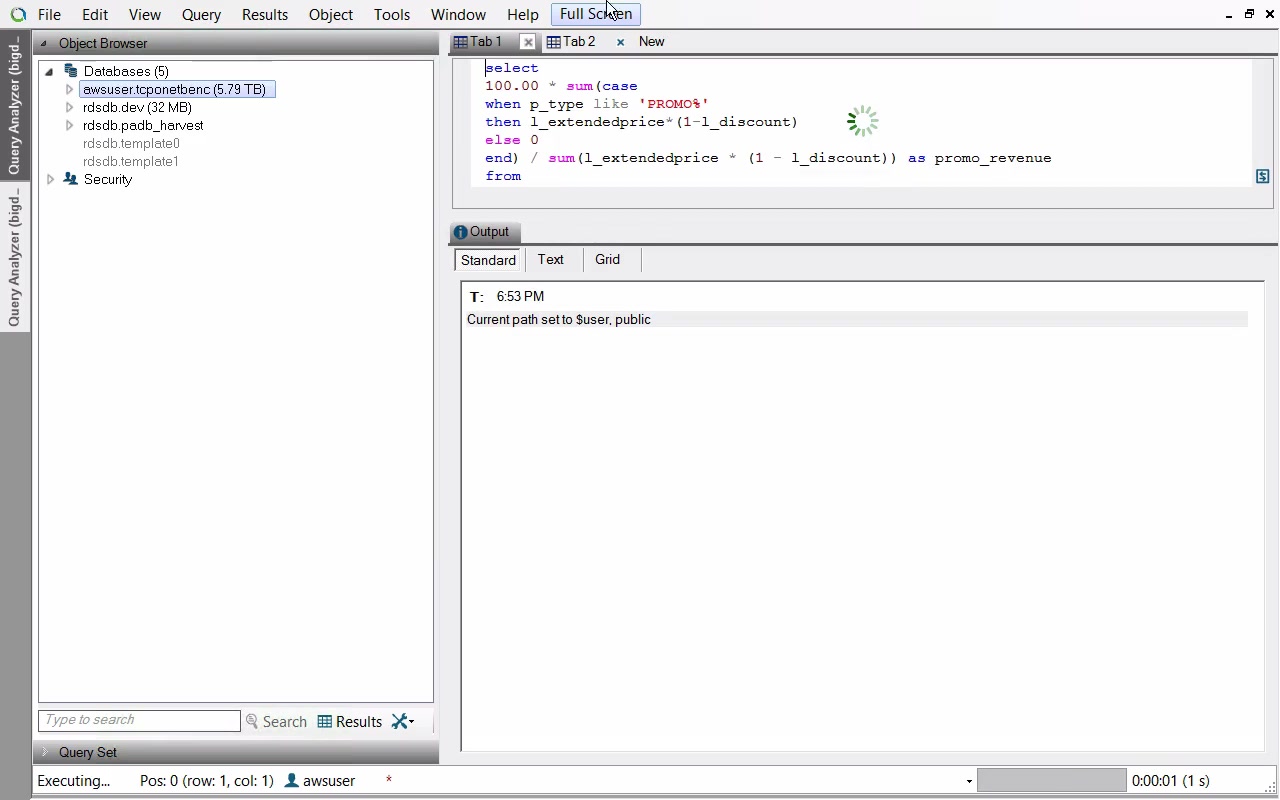 File Edit View Query Results Object Tools Window Help Full Screen
Query Analyzer (bigd_
Query Analyzer (bigd_
Object Browser
Databases (5)
awsuser.tcponetbenc (5.79 TB)
rdsdb.dev (32 MB)
rdsdb.padb_harvest
rdsdb.template0
rdsdb.template1
Security
Type to search Search Results
Query Set
Tab 1 Tab 2 New
select
100.00 * sum(case
when p_type like 'PROMO%'
then l_extendedprice*(1-l_discount)
else 0
end) / sum(l_extendedprice * (1 - l_discount)) as promo_revenue
from
Output
Standard Text Grid
T: 6:53 PM
Current path set to $user, public
Executing... Pos: 0 (row: 1, col: 1) awsuser * 0:00:01 (1 s)